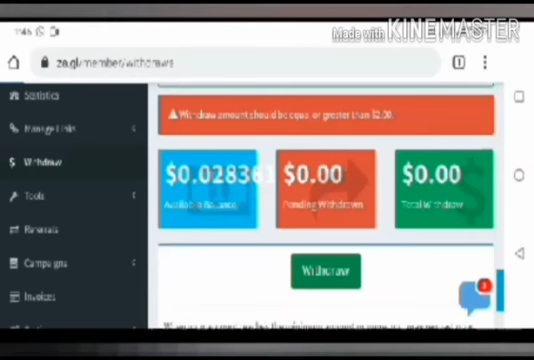 Made with KINEMASTER
11:46
za.gl/member/withdraws
Statistics
Manage Links
Withdraw amount should be equal or greater than $2.00.
Withdraw
$0.028361 $0.00 $0.00
Available Balance Pending Withdrawn Total Withdraw
Tools
Referrals
Campaigns
Withdraw
Invoices